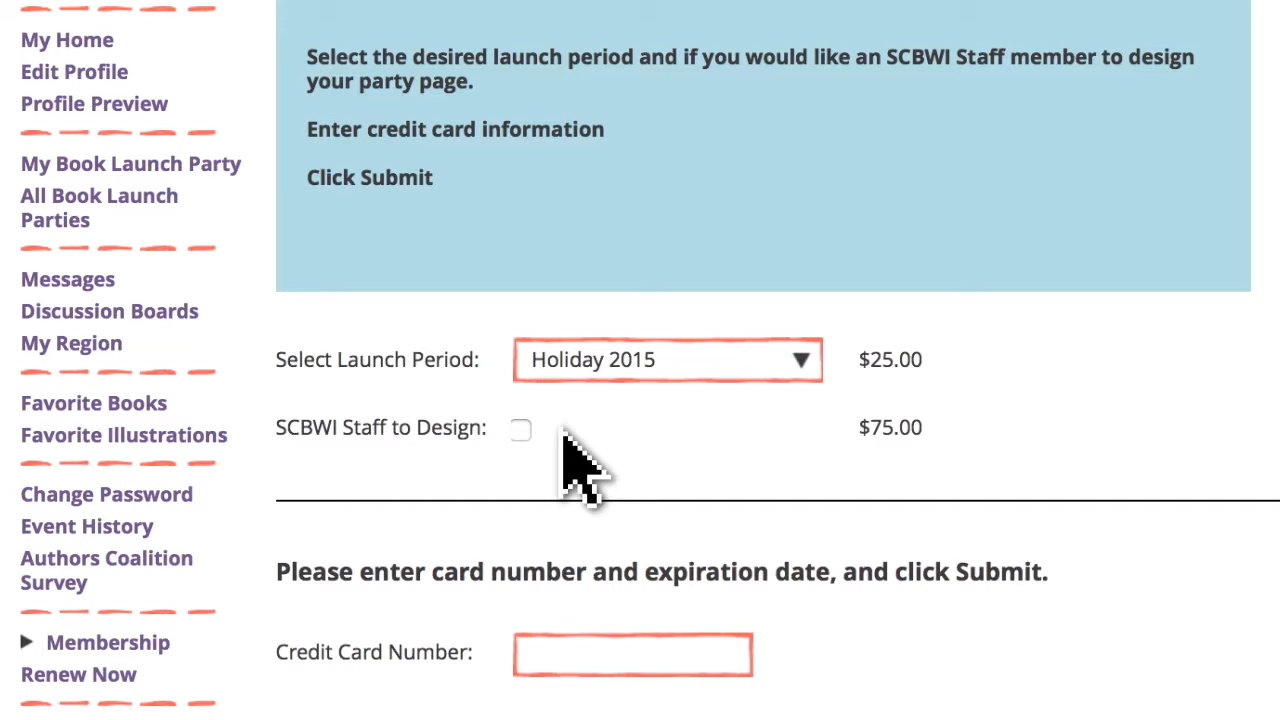 My Home
Edit Profile
Profile Preview
My Book Launch Party
All Book Launch
Parties
Messages
Discussion Boards
My Region
Favorite Books
Favorite Illustrations
Change Password
Event History
Authors Coalition
Survey
Membership
Renew Now
Select the desired launch period and if you would like an SCBWI Staff member to design
your party page.
Enter credit card information
Click Submit
Select Launch Period: Holiday 2015 $25.00
SCBWI Staff to Design: $75.00
Please enter card number and expiration date, and click Submit.
Credit Card Number: